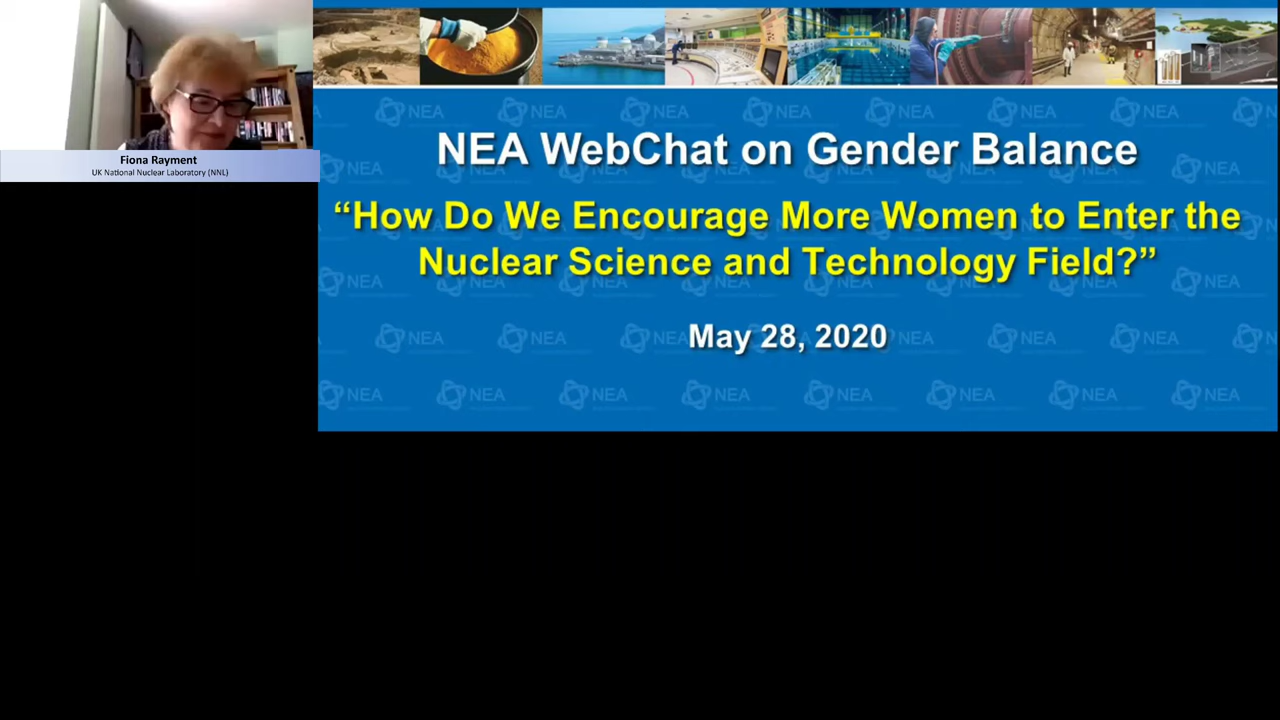 Fiona Rayment
UK National Nuclear Laboratory (NNL)
NEA WebChat on Gender Balance
“How Do We Encourage More Women to Enter the
Nuclear Science and Technology Field?”
May 28, 2020
NEA